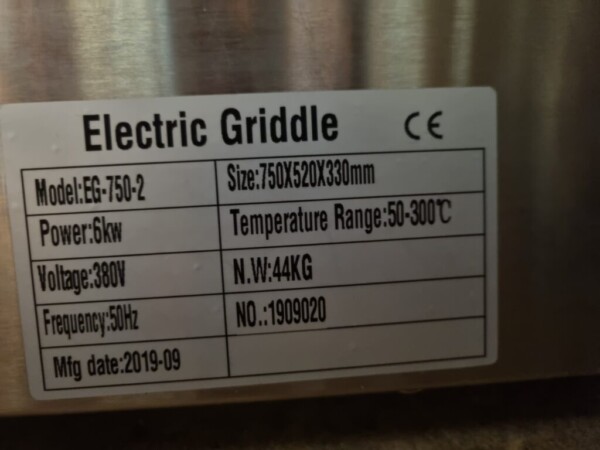 Electric Griddle CE
Model:EG-750-2 Size:750X520X330mm
Power:6kw Temperature Range:50-300℃
Voltage:380V N.W:44KG
Frequency:50Hz NO.:1909020
Mfg date:2019-09